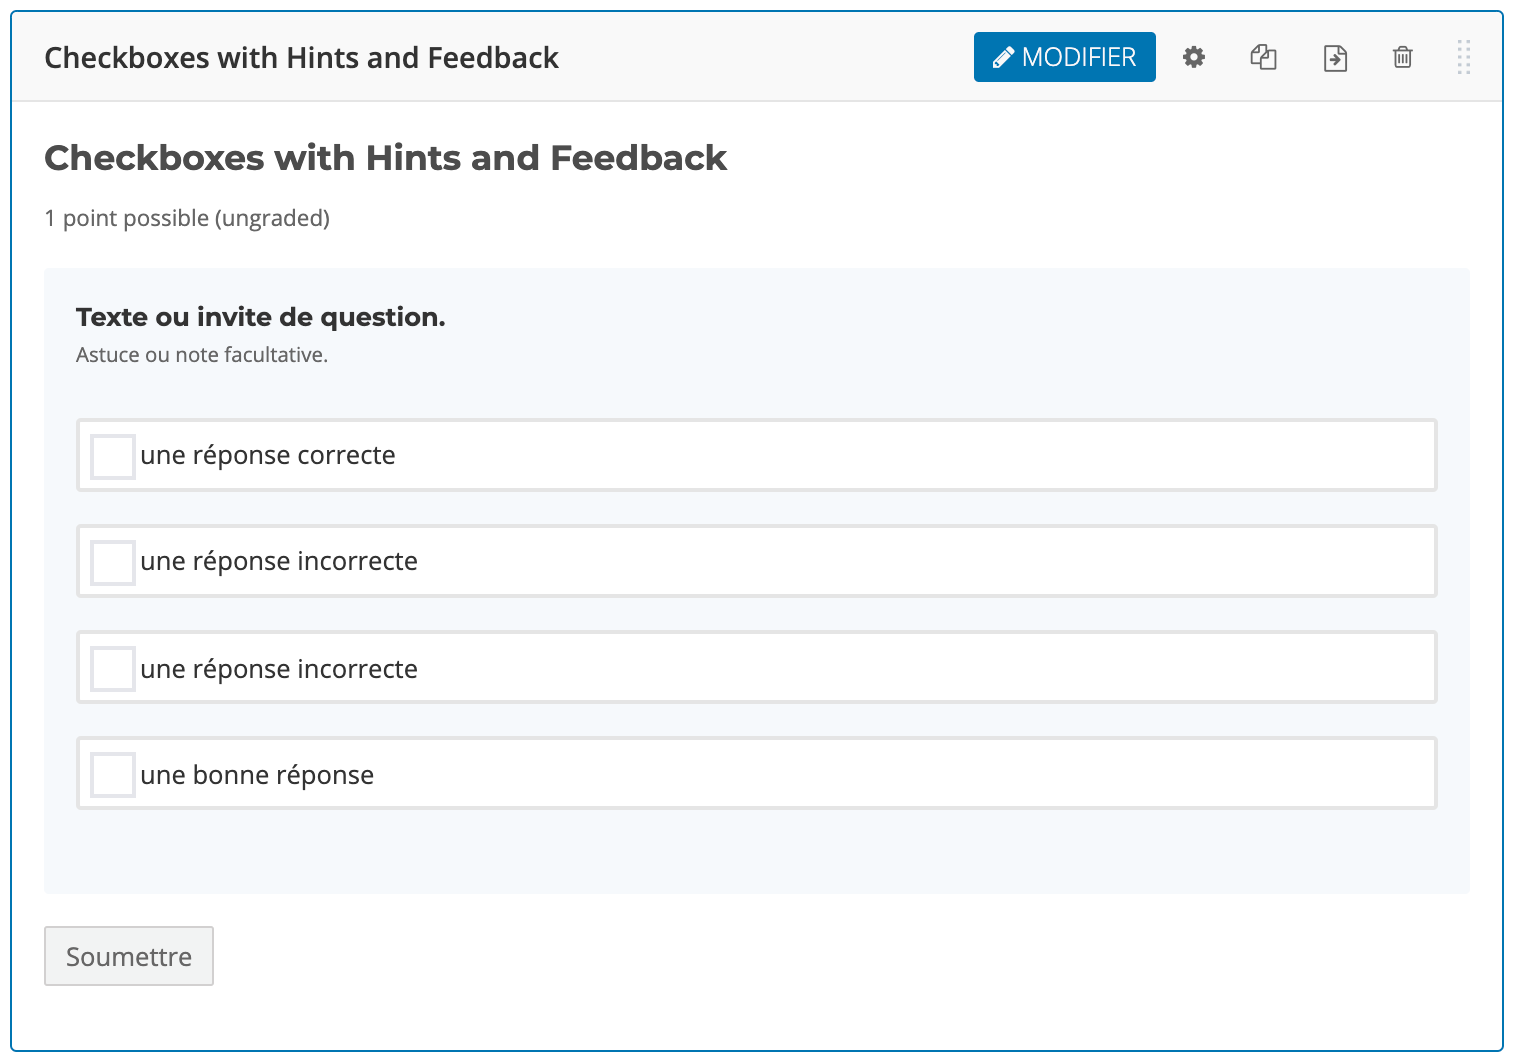 Checkboxes with Hints and Feedback
MODIFIER
Checkboxes with Hints and Feedback
1 point possible (ungraded)
Texte ou invite de question.
Astuce ou note facultative.
une réponse correcte
une réponse incorrecte
une réponse incorrecte
une bonne réponse
Soumettre